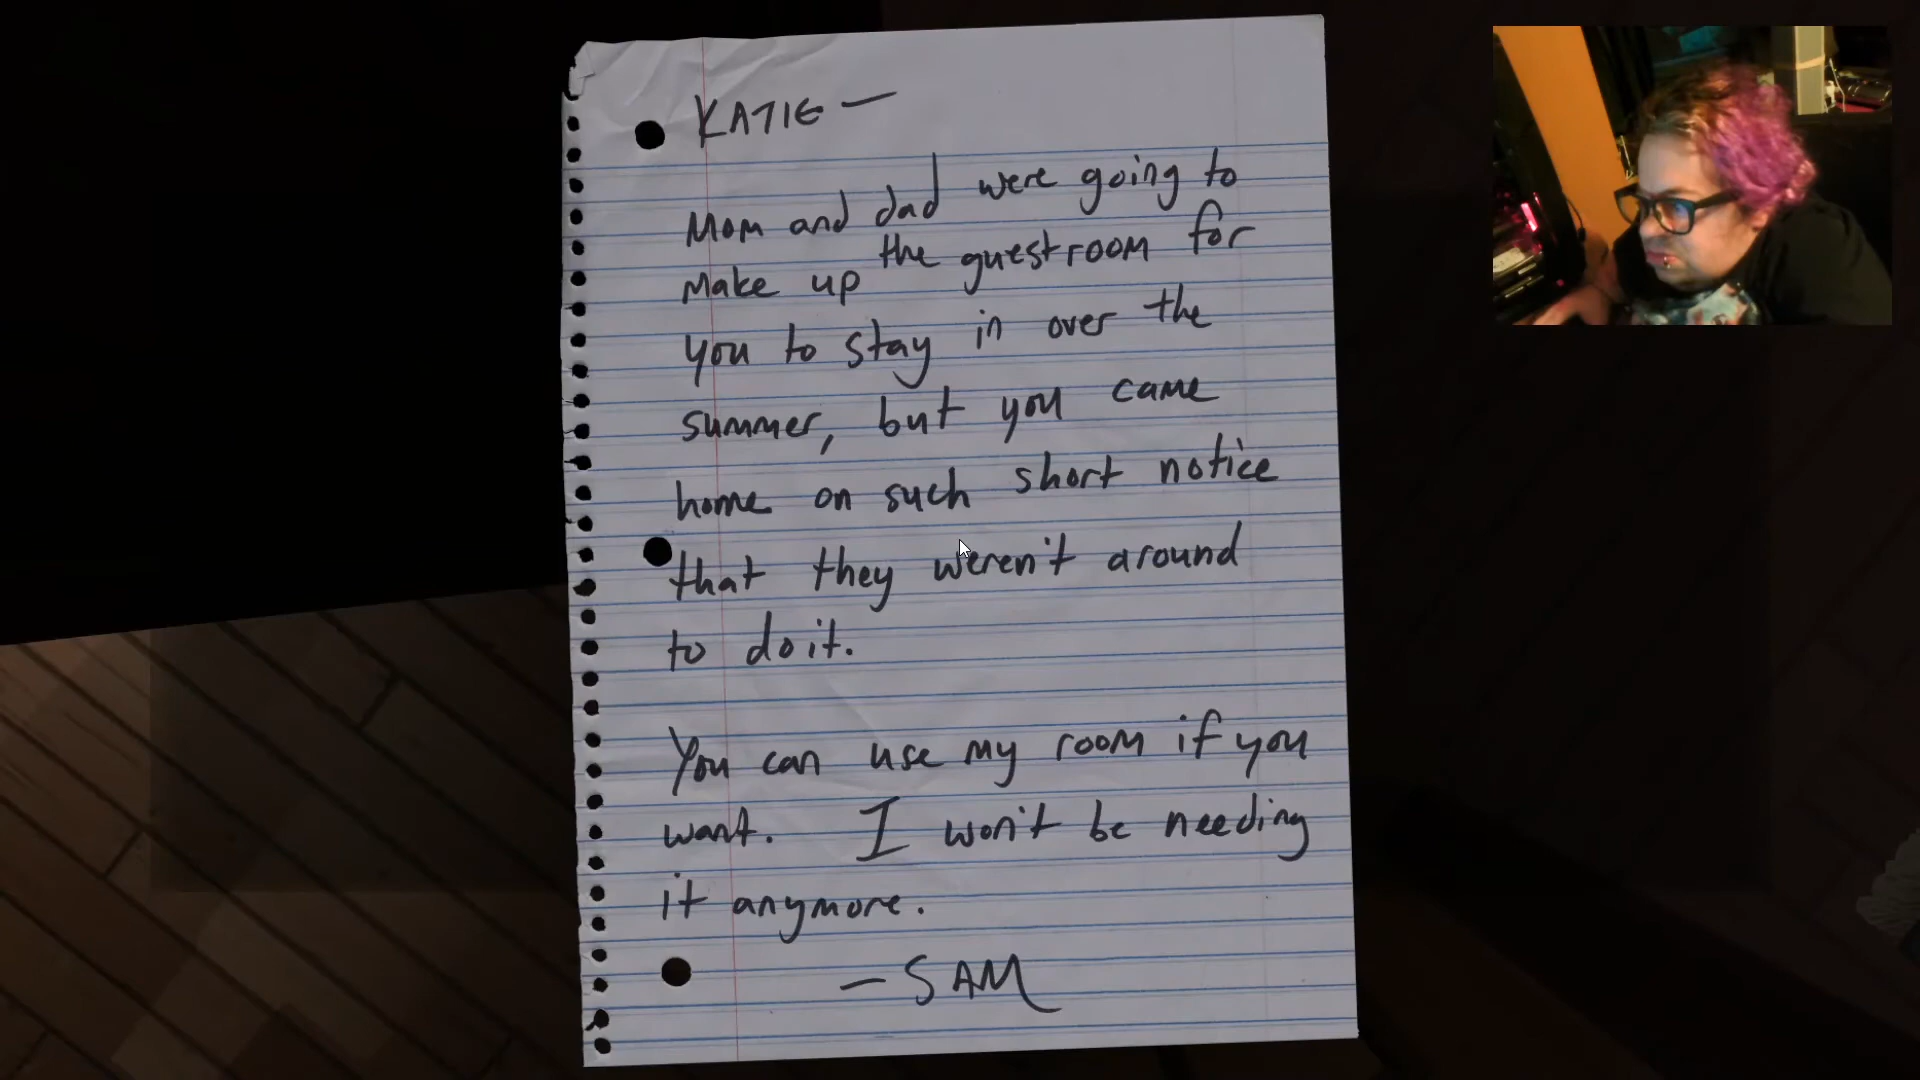 KATIE —
Mom and dad were going to
make up the guestroom for
you to stay in over the
summer, but you came
home on such short notice
that they weren't around
to do it.
You can use my room if you
want. I won't be needing
it anymore.
— SAM